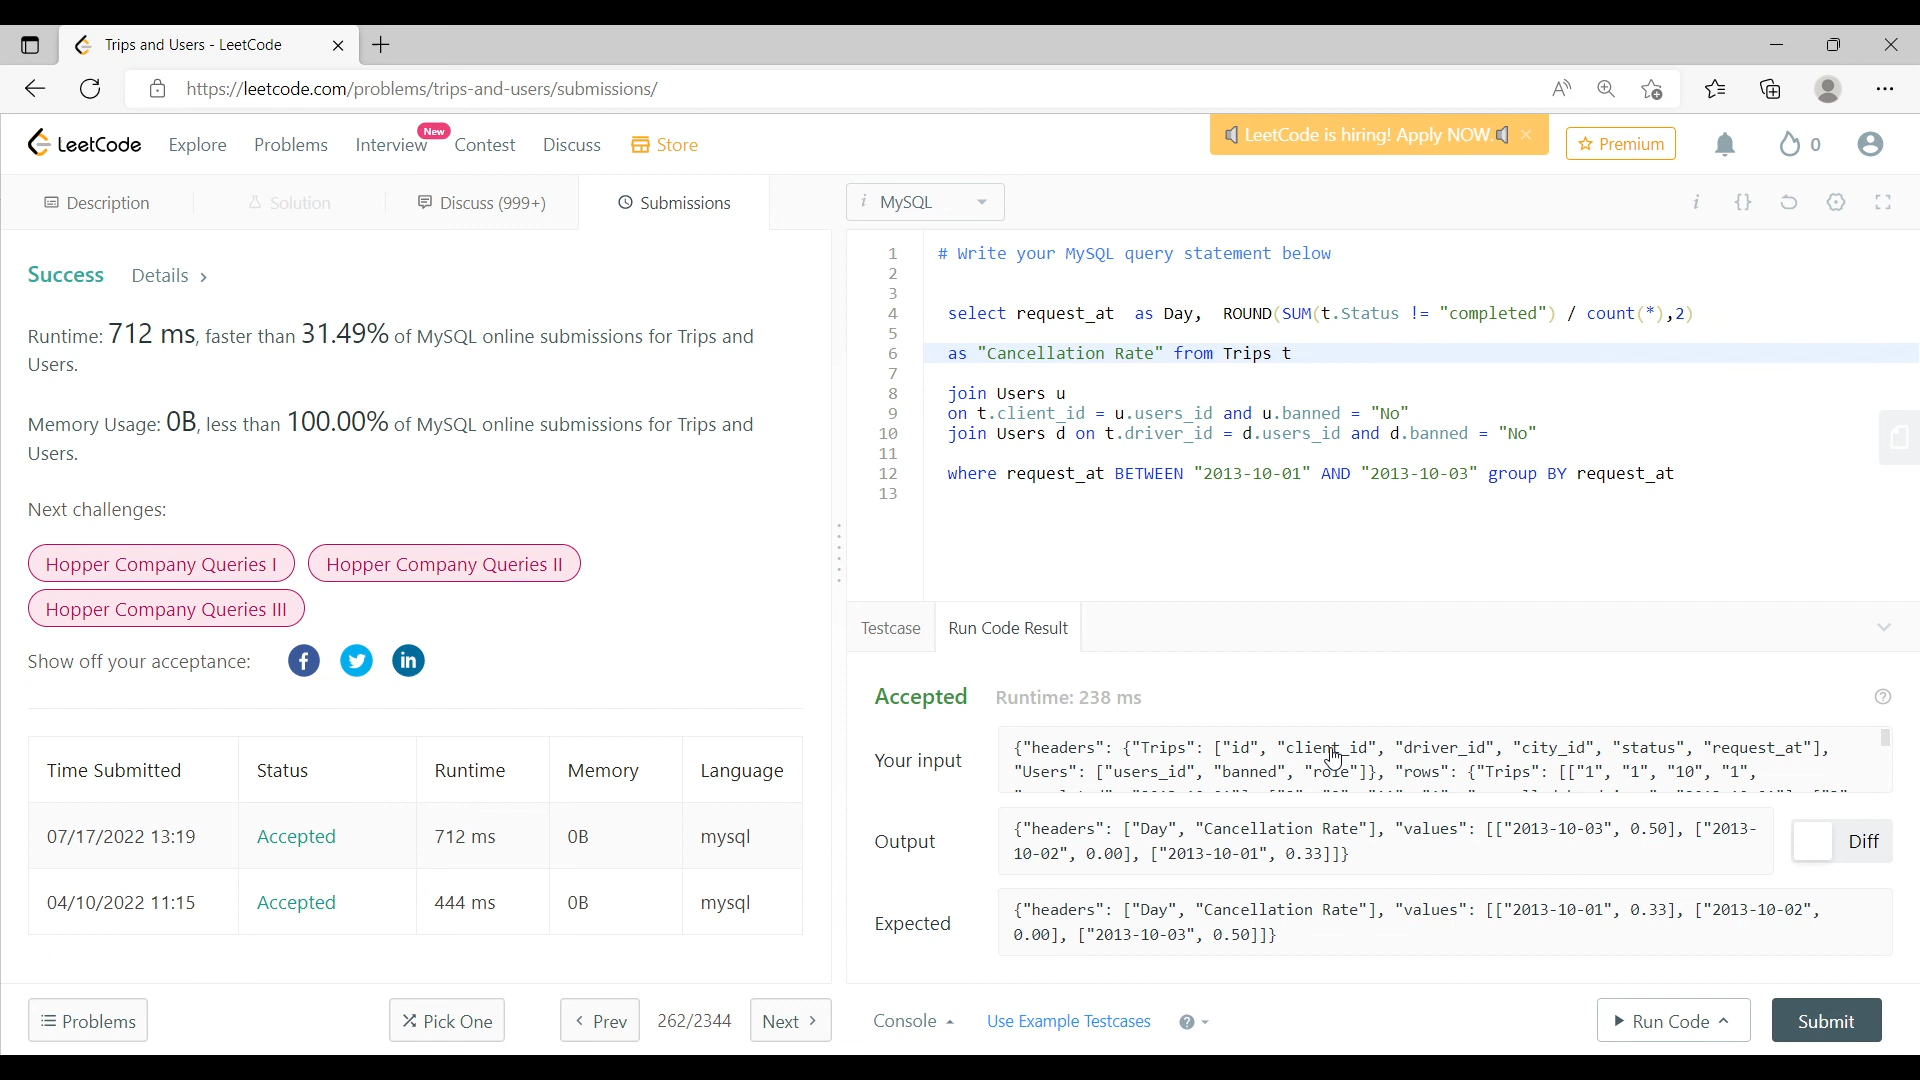 Trips and Users - LeetCode
https://leetcode.com/problems/trips-and-users/submissions/
LeetCode Explore Problems Interview New Contest Discuss Store
LeetCode is hiring! Apply NOW. Premium 0
Description Solution Discuss (999+) Submissions
i MySQL
Success Details >
Runtime: 712 ms, faster than 31.49% of MySQL online submissions for Trips and
Users.
Memory Usage: 0B, less than 100.00% of MySQL online submissions for Trips and
Users.
Next challenges:
Hopper Company Queries I Hopper Company Queries II
Hopper Company Queries III
Show off your acceptance:
Time Submitted Status Runtime Memory Language
07/17/2022 13:19 Accepted 712 ms 0B mysql
04/10/2022 11:15 Accepted 444 ms 0B mysql
Problems Pick One < Prev 262/2344 Next >
1 # Write your MySQL query statement below
2
3
4 select request_at as Day, ROUND(SUM(t.Status != "completed") / count(*),2)
5
6 as "Cancellation Rate" from Trips t
7
8 join Users u
9 on t.client_id = u.users_id and u.banned = "No"
10 join Users d on t.driver_id = d.users_id and d.banned = "No"
11
12 where request_at BETWEEN "2013-10-01" AND "2013-10-03" group BY request_at
13
Testcase Run Code Result
Accepted Runtime: 238 ms
Your input
{"headers": {"Trips": ["id", "client_id", "driver_id", "city_id", "status", "request_at"],
"Users": ["users_id", "banned", "role"]}, "rows": {"Trips": [["1", "1", "10", "1",
Output
{"headers": ["Day", "Cancellation Rate"], "values": [["2013-10-03", 0.50], ["2013-
10-02", 0.00], ["2013-10-01", 0.33]]}
Diff
Expected
{"headers": ["Day", "Cancellation Rate"], "values": [["2013-10-01", 0.33], ["2013-10-02",
0.00], ["2013-10-03", 0.50]]}
Console Use Example Testcases Run Code Submit